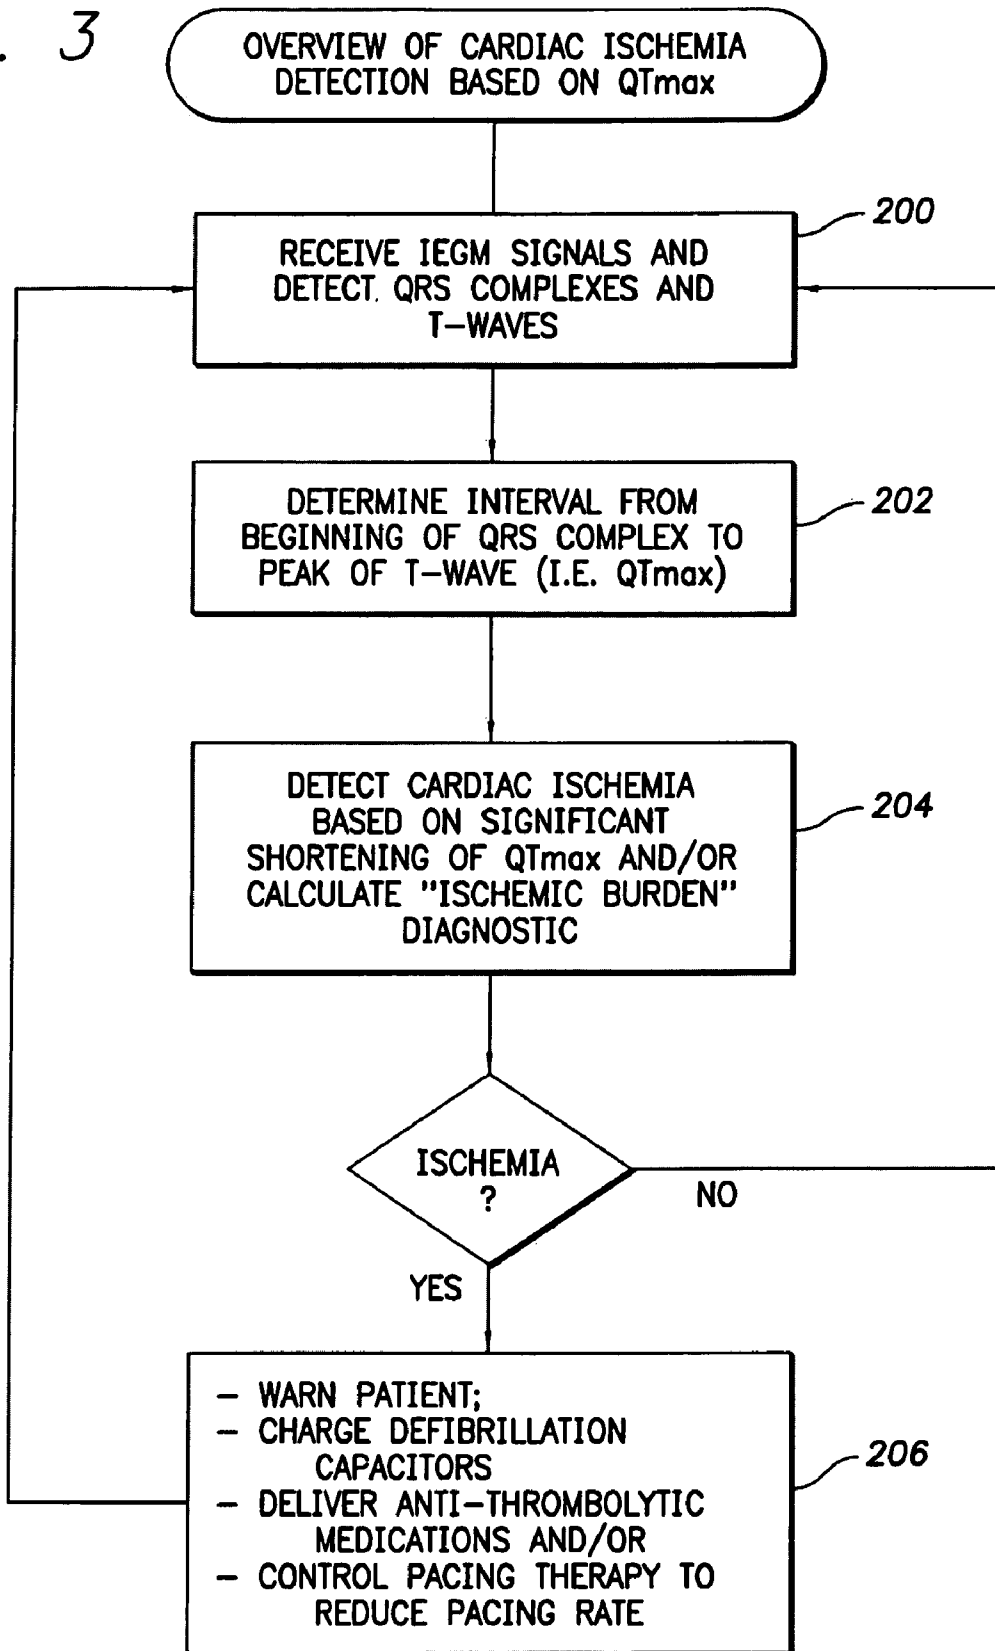 . 3
OVERVIEW OF CARDIAC ISCHEMIA
DETECTION BASED ON QTmax
200
RECEIVE IEGM SIGNALS AND
DETECT. QRS COMPLEXES AND
T-WAVES
202
DETERMINE INTERVAL FROM
BEGINNING OF QRS COMPLEX TO
PEAK OF T-WAVE (I.E. QTmax)
204
DETECT CARDIAC ISCHEMIA
BASED ON SIGNIFICANT
SHORTENING OF QTmax AND/OR
CALCULATE "ISCHEMIC BURDEN"
DIAGNOSTIC
ISCHEMIA
?
NO
YES
206
- WARN PATIENT;
- CHARGE DEFIBRILLATION
CAPACITORS
- DELIVER ANTI-THROMBOLYTIC
MEDICATIONS AND/OR
- CONTROL PACING THERAPY TO
REDUCE PACING RATE